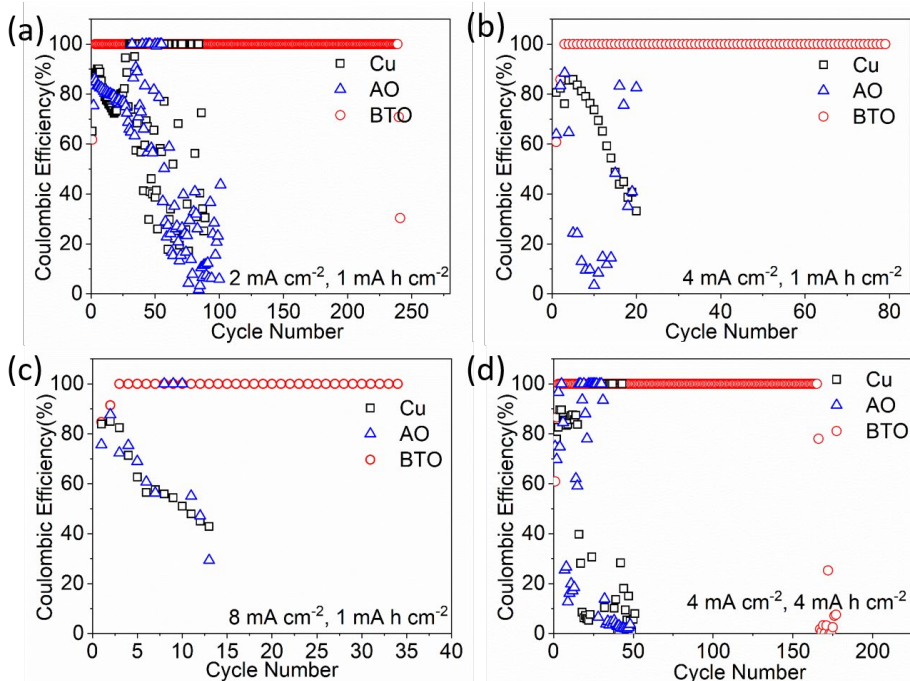 (a)
Coulombic Efficiency(%)
100
80
60
40
20
0
Cu
AO
BTO
2 mA cm-2, 1 mA h cm-2
0 50 100 150 200 250
Cycle Number
(b)
Coulombic Efficiency(%)
100
80
60
40
20
0
Cu
AO
BTO
4 mA cm-2, 1 mA h cm-2
0 20 40 60 80
Cycle Number
(c)
Coulombic Efficiency(%)
100
80
60
40
20
0
Cu
AO
BTO
8 mA cm-2, 1 mA h cm-2
0 5 10 15 20 25 30 35 40
Cycle Number
(d)
Coulombic Efficiency(%)
100
80
60
40
20
0
Cu
AO
BTO
4 mA cm-2, 4 mA h cm-2
0 50 100 150 200
Cycle Number